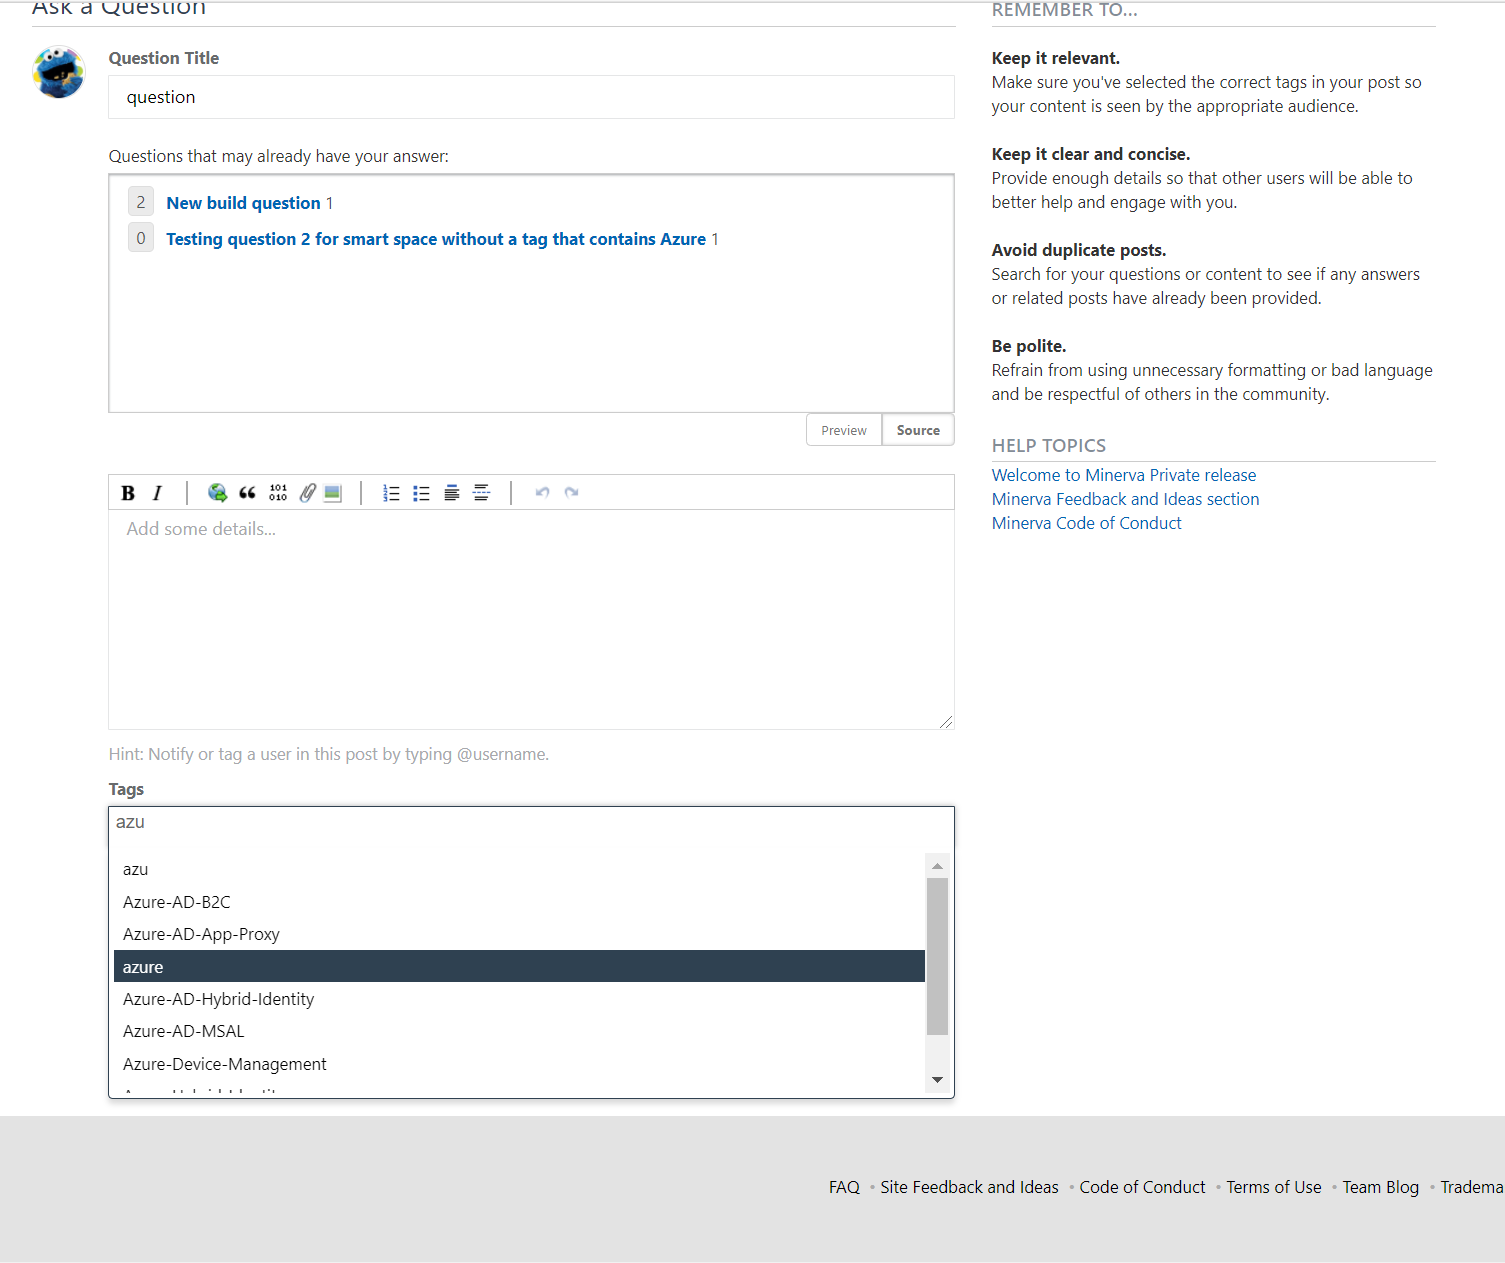 Ask a Question
Question Title
question
Questions that may already have your answer:
2 New build question 1
0 Testing question 2 for smart space without a tag that contains Azure 1
Preview Source
B I 101 010
Add some details...
Hint: Notify or tag a user in this post by typing @username.
Tags
azu
azu
Azure-AD-B2C
Azure-AD-App-Proxy
azure
Azure-AD-Hybrid-Identity
Azure-AD-MSAL
Azure-Device-Management
REMEMBER TO...
Keep it relevant.
Make sure you've selected the correct tags in your post so
your content is seen by the appropriate audience.
Keep it clear and concise.
Provide enough details so that other users will be able to
better help and engage with you.
Avoid duplicate posts.
Search for your questions or content to see if any answers
or related posts have already been provided.
Be polite.
Refrain from using unnecessary formatting or bad language
and be respectful of others in the community.
HELP TOPICS
Welcome to Minerva Private release
Minerva Feedback and Ideas section
Minerva Code of Conduct
FAQ • Site Feedback and Ideas • Code of Conduct • Terms of Use • Team Blog • Tradema